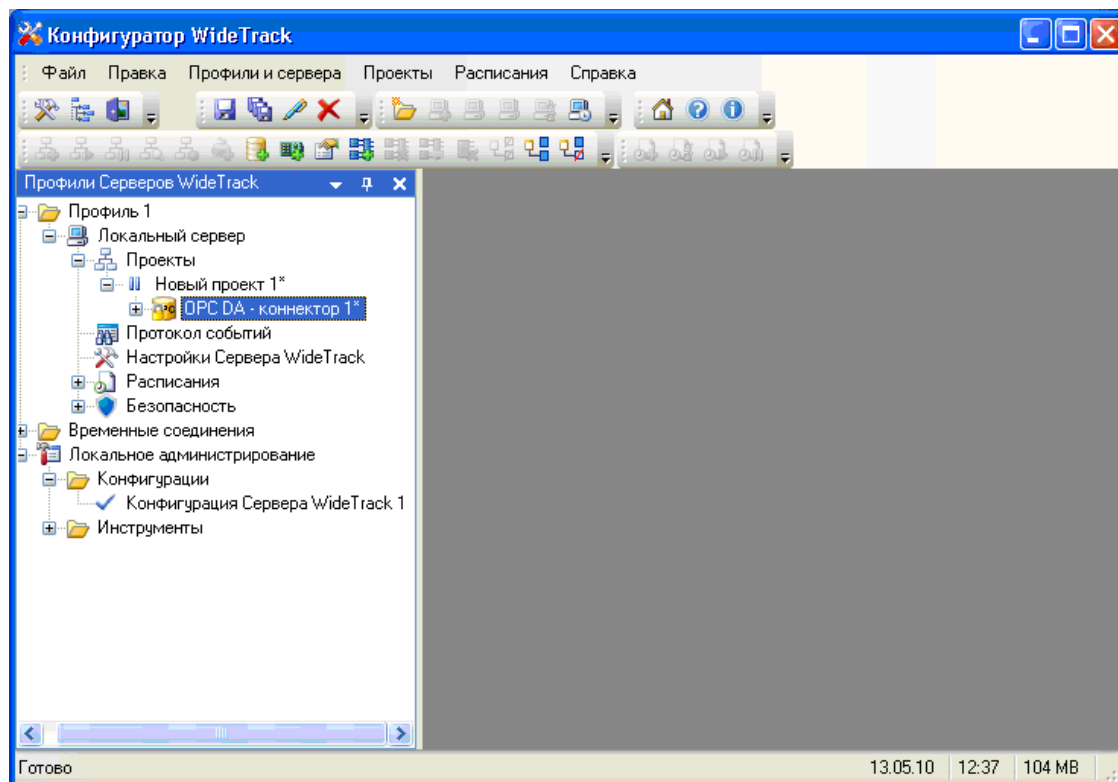 Конфигуратор WideTrack
Файл Правка Профили и сервера Проекты Расписания Справка
Профили Серверов WideTrack
Профиль 1
Локальный сервер
Проекты
Новый проект 1*
OPC DA - коннектор 1*
Протокол событий
Настройки Сервера WideTrack
Расписания
Безопасность
Временные соединения
Локальное администрирование
Конфигурации
Конфигурация Сервера WideTrack 1
Инструменты
Готово 13.05.10 12:37 104 MB